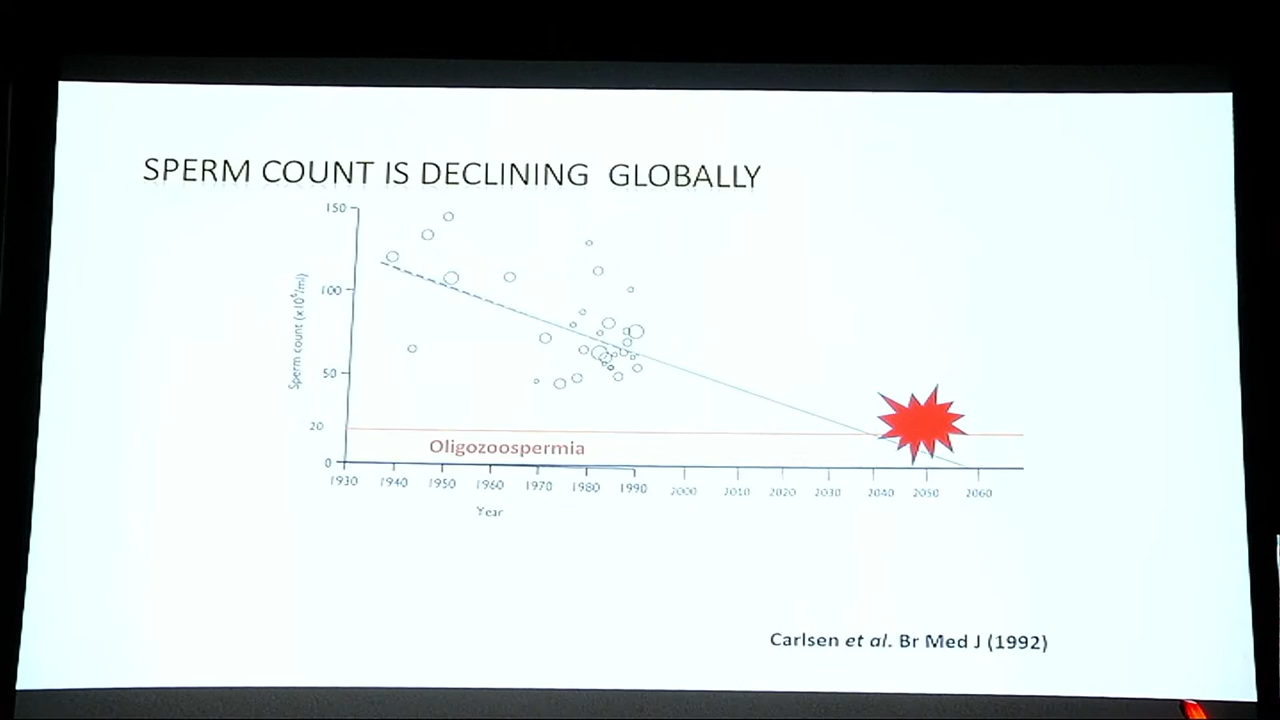 SPERM COUNT IS DECLINING GLOBALLY
150
100
50
20
0
Sperm count (x10⁶/ml)
Oligozoospermia
1930 1940 1950 1960 1970 1980 1990 2000 2010 2020 2030 2040 2050 2060
Year
Carlsen et al. Br Med J (1992)